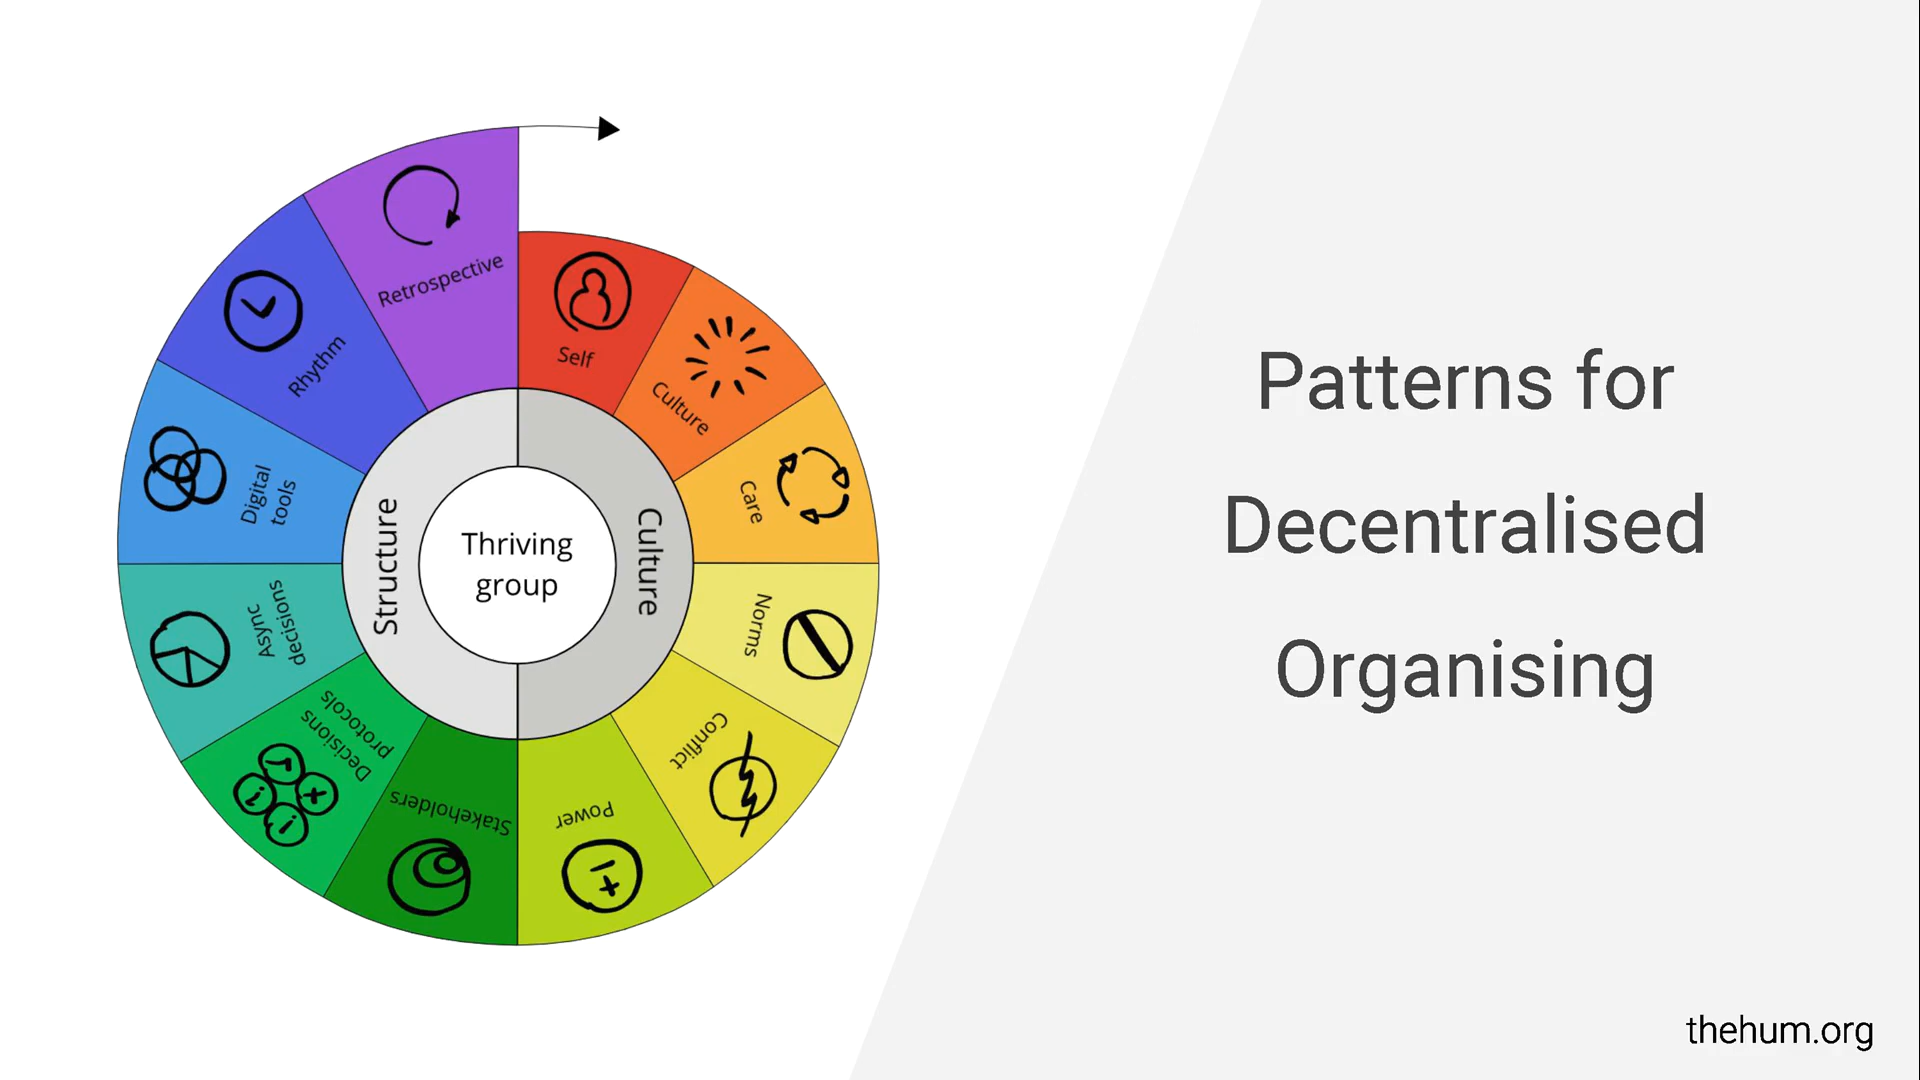 Retrospective
Self
Culture
Care
Norms
Conflict
Power
Stakeholders
Decisions
protocols
Async
decisions
Digital
tools
Rhythm
Structure
Culture
Thriving
group
Patterns for
Decentralised
Organising
thehum.org